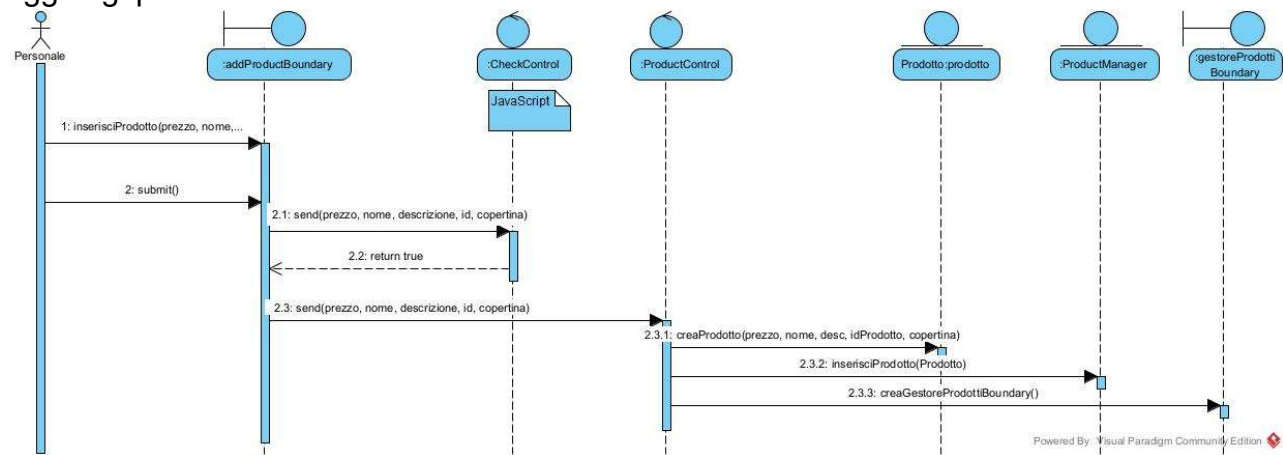 Personale
:addProductBoundary
:CheckControl
:ProductControl
Prodotto:prodotto
:ProductManager
:gestoreProdotti
Boundary
JavaScript
1: inserisciProdotto(prezzo, nome,...
2: submit()
2.1: send(prezzo, nome, descrizione, id, copertina)
2.2: return true
2.3: send(prezzo, nome, descrizione, id, copertina)
2.3.1: creaProdotto(prezzo, nome, desc, idProdotto, copertina)
2.3.2: inserisciProdotto(Prodotto)
2.3.3: creaGestoreProdottiBoundary()
Powered By Visual Paradigm Community Edition